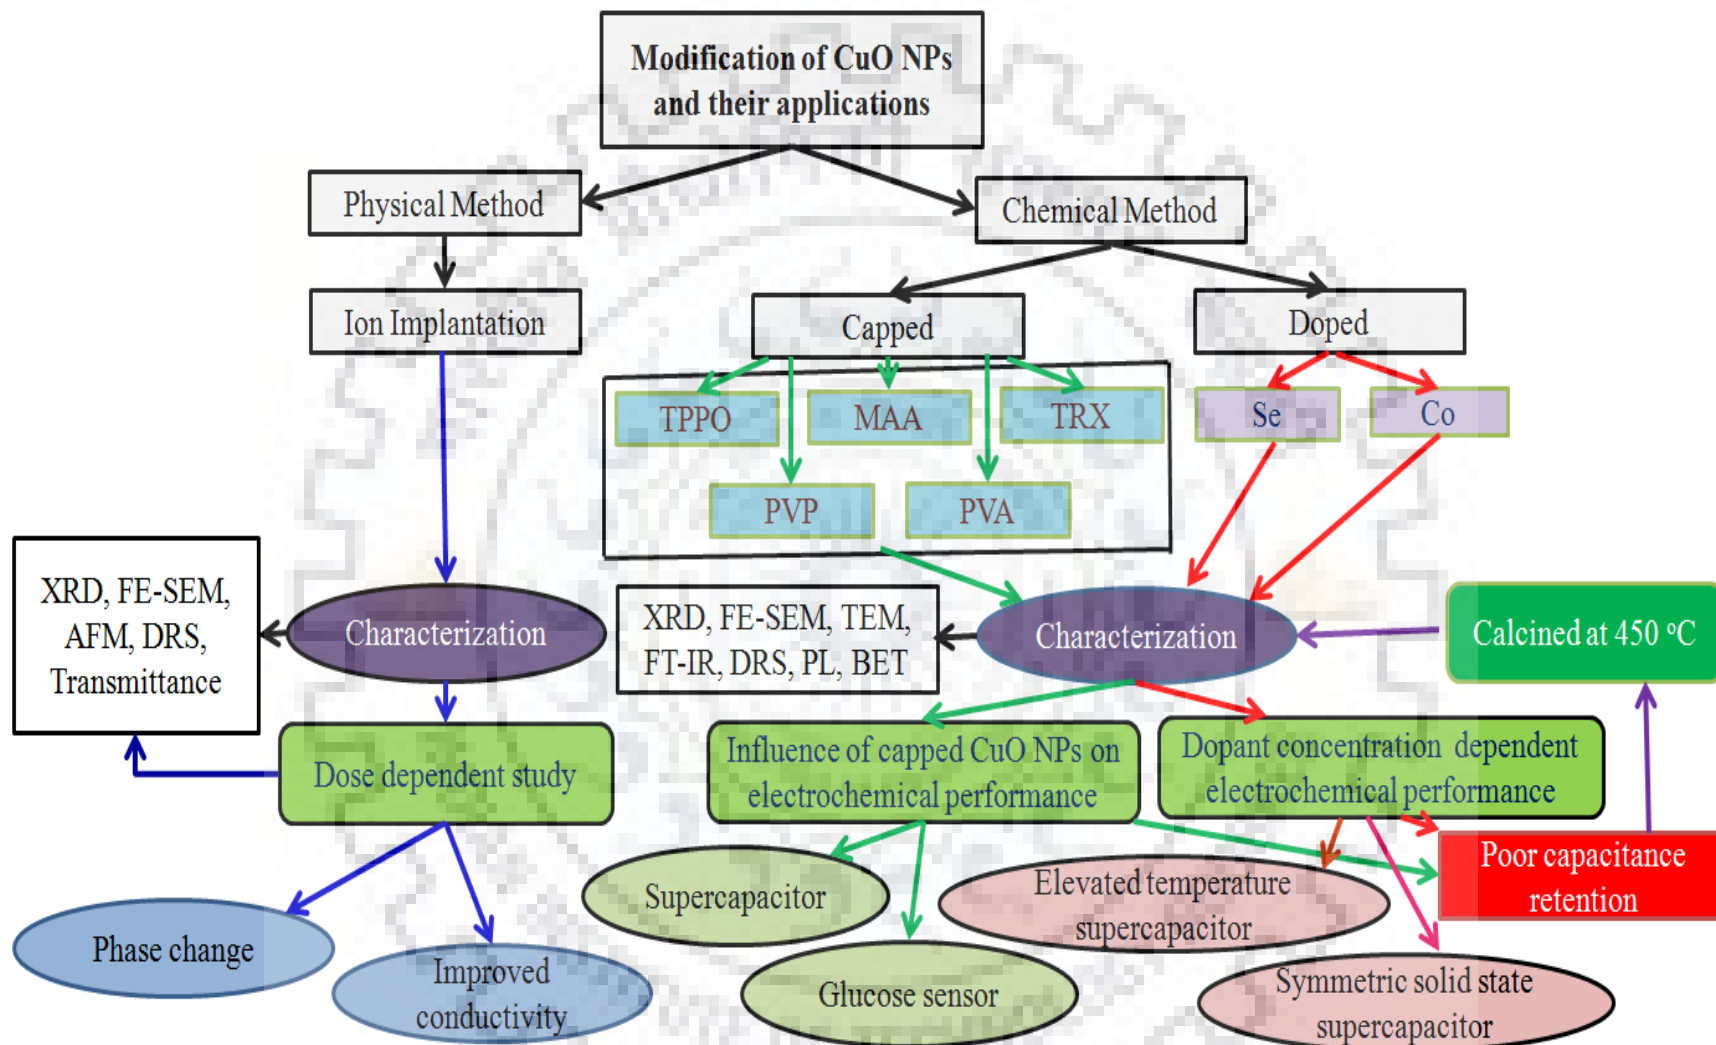 Modification of CuO NPs
and their applications
Physical Method
Chemical Method
Ion Implantation
Capped
Doped
TPPO
MAA
TRX
Se
Co
PVP
PVA
XRD, FE-SEM,
AFM, DRS,
Transmittance
Characterization
XRD, FE-SEM, TEM,
FT-IR, DRS, PL, BET
Characterization
Calcined at 450 °C
Dose dependent study
Influence of capped CuO NPs on
electrochemical performance
Dopant concentration dependent
electrochemical performance
Poor capacitance
retention
Supercapacitor
Elevated temperature
supercapacitor
Phase change
Improved
conductivity
Glucose sensor
Symmetric solid state
supercapacitor